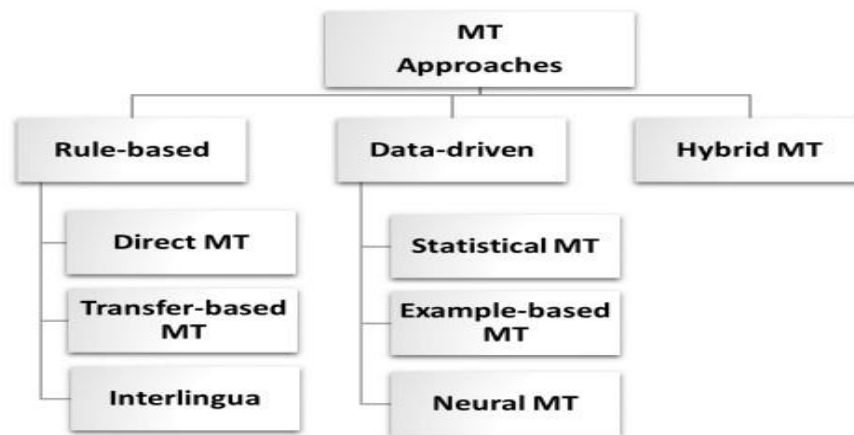 MT
Approaches
Rule-based
Data-driven
Hybrid MT
Direct MT
Transfer-based
MT
Interlingua
Statistical MT
Example-based
MT
Neural MT